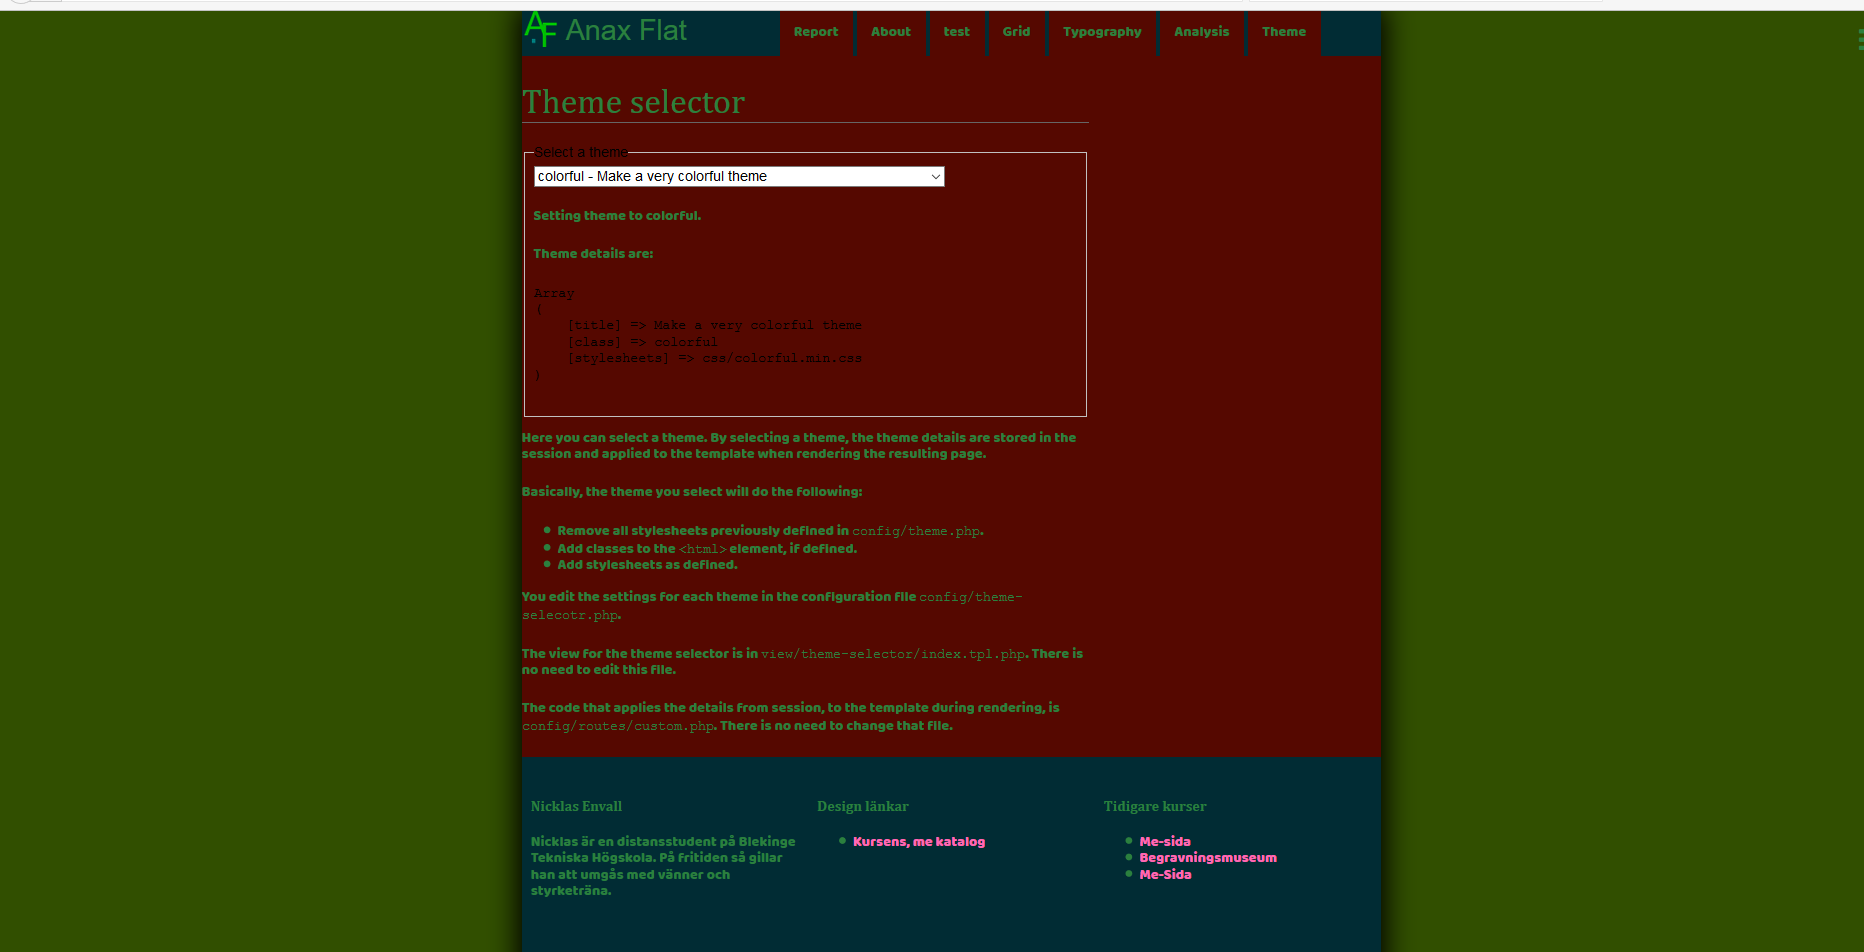 AF Anax Flat
Report About test Grid Typography Analysis Theme
Theme selector
Select a theme
colorful - Make a very colorful theme
Setting theme to colorful.
Theme details are:
Array
(
[title] => Make a very colorful theme
[class] => colorful
[stylesheets] => css/colorful.min.css
)
Here you can select a theme. By selecting a theme, the theme details are stored in the
session and applied to the template when rendering the resulting page.
Basically, the theme you select will do the following:
Remove all stylesheets previously defined in config/theme.php.
Add classes to the <html> element, if defined.
Add stylesheets as defined.
You edit the settings for each theme in the configuration file config/theme-
selecotr.php.
The view for the theme selector is in view/theme-selector/index.tpl.php. There is
no need to edit this file.
The code that applies the details from session, to the template during rendering, is
config/routes/custom.php. There is no need to change that file.
Nicklas Envall
Nicklas är en distansstudent på Blekinge
Tekniska Högskola. På fritiden så gillar
han att umgås med vänner och
styrketräna.
Design länkar
Kursens, me katalog
Tidigare kurser
Me-sida
Begravningsmuseum
Me-Sida